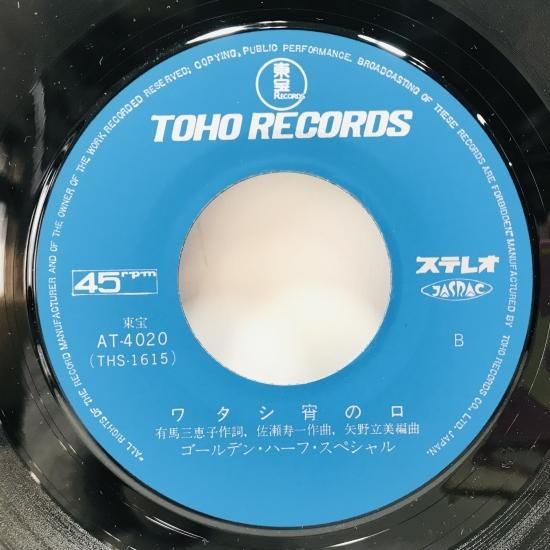 東宝
RECORDS
TOHO RECORDS
"ALL RIGHTS OF THE RECORD MANUFACTURER AND OF THE OWNER OF THE WORK RECORDED RESERVED; COPYING, PUBLIC PERFORMANCE, BROADCASTING OF THESE RECORDS ARE FORBIDDEN." MANUFACTURED BY TOHO RECORDS CO., LTD. JAPAN.
45rpm
ステレオ
JASRAC
東宝
AT-4020
(THS-1615)
B
ワタシ宵の口
有馬三恵子作詞、佐瀬寿一作曲、矢野立美編曲
ゴールデン・ハーフ・スペシャル